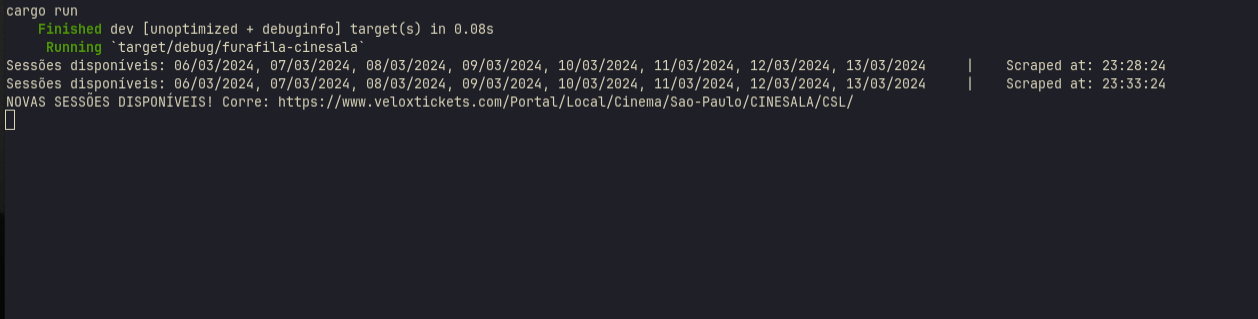 cargo run
Finished dev [unoptimized + debuginfo] target(s) in 0.08s
Running `target/debug/furafila-cinesala`
Sessões disponíveis: 06/03/2024, 07/03/2024, 08/03/2024, 09/03/2024, 10/03/2024, 11/03/2024, 12/03/2024, 13/03/2024 | Scraped at: 23:28:24
Sessões disponíveis: 06/03/2024, 07/03/2024, 08/03/2024, 09/03/2024, 10/03/2024, 11/03/2024, 12/03/2024, 13/03/2024 | Scraped at: 23:33:24
NOVAS SESSÕES DISPONÍVEIS! Corre: https://www.veloxtickets.com/Portal/Local/Cinema/Sao-Paulo/CINESALA/CSL/